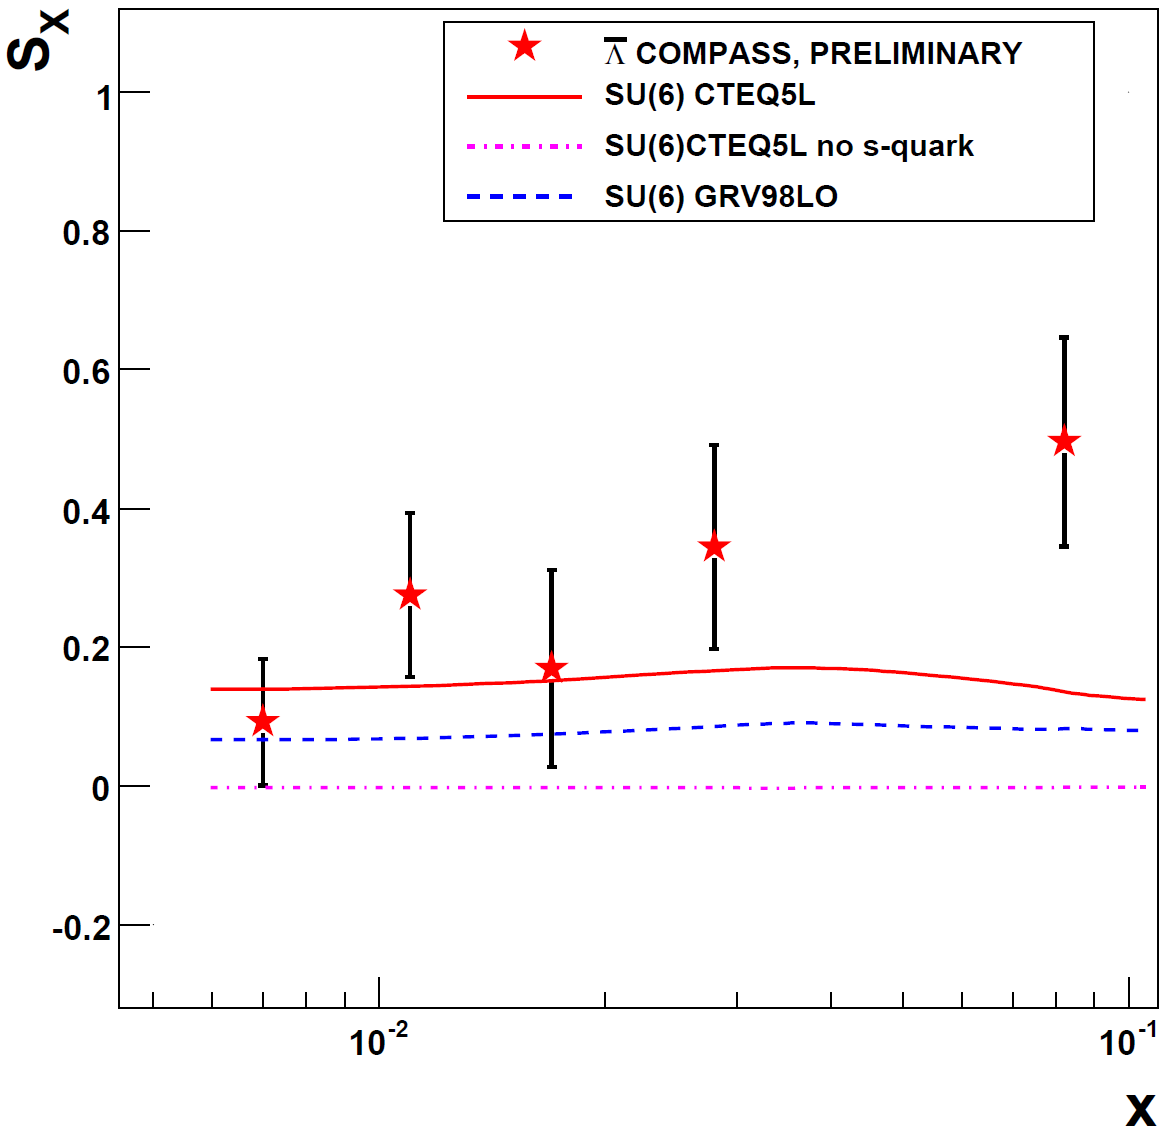 S_X
Λ̅ COMPASS, PRELIMINARY
SU(6) CTEQ5L
SU(6)CTEQ5L no s-quark
SU(6) GRV98LO
1
0.8
0.6
0.4
0.2
0
-0.2
10^-2 10^-1
x